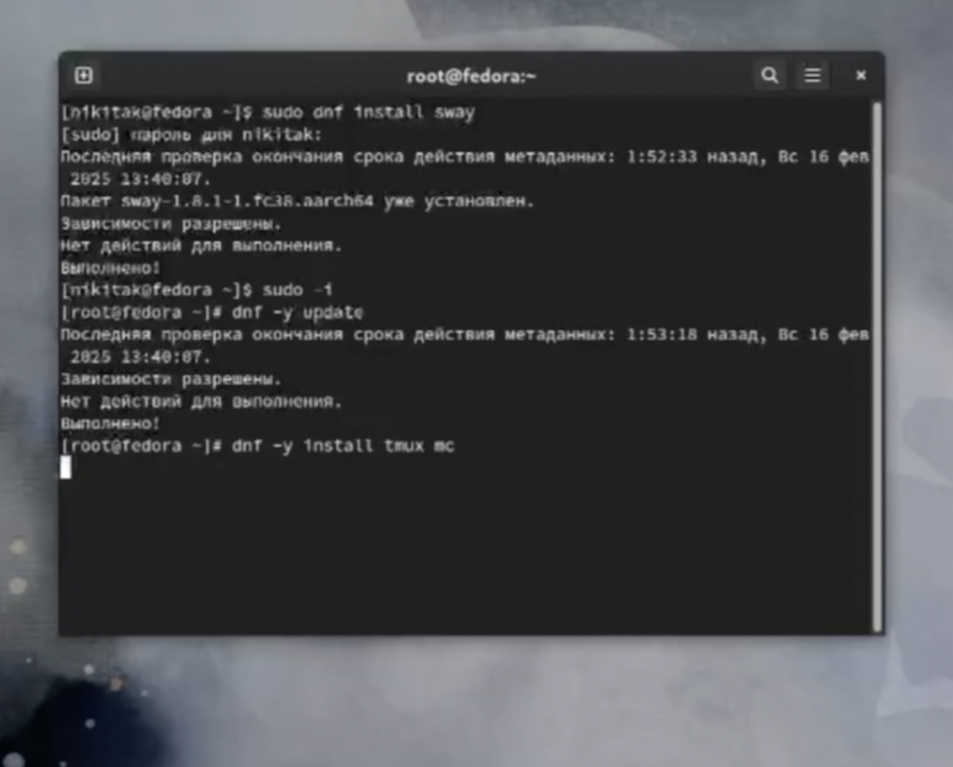 root@fedora:~
[nikitak@fedora ~]$ sudo dnf install sway
[sudo] пароль для nikitak:
Последняя проверка окончания срока действия метаданных: 1:52:33 назад, Вс 16 фев
2025 13:40:07.
Пакет sway-1.8.1-1.fc38.aarch64 уже установлен.
Зависимости разрешены.
Нет действий для выполнения.
Выполнено!
[nikitak@fedora ~]$ sudo -i
[root@fedora ~]# dnf -y update
Последняя проверка окончания срока действия метаданных: 1:53:18 назад, Вс 16 фев
2025 13:40:07.
Зависимости разрешены.
Нет действий для выполнения.
Выполнено!
[root@fedora ~]# dnf -y install tmux mc